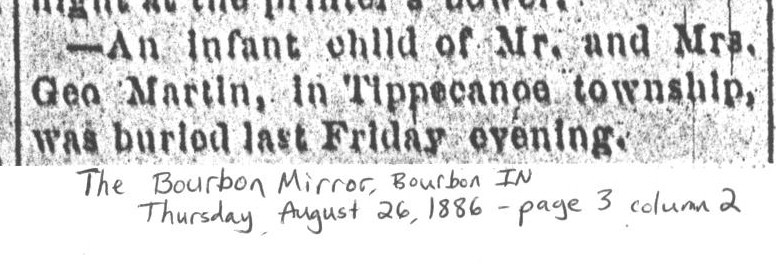 —An infant child of Mr. and Mrs.
Geo Martin, in Tippecanoe township,
was buried last Friday evening.
The Bourbon Mirror, Bourbon IN
Thursday, August 26, 1886 - page 3 column 2